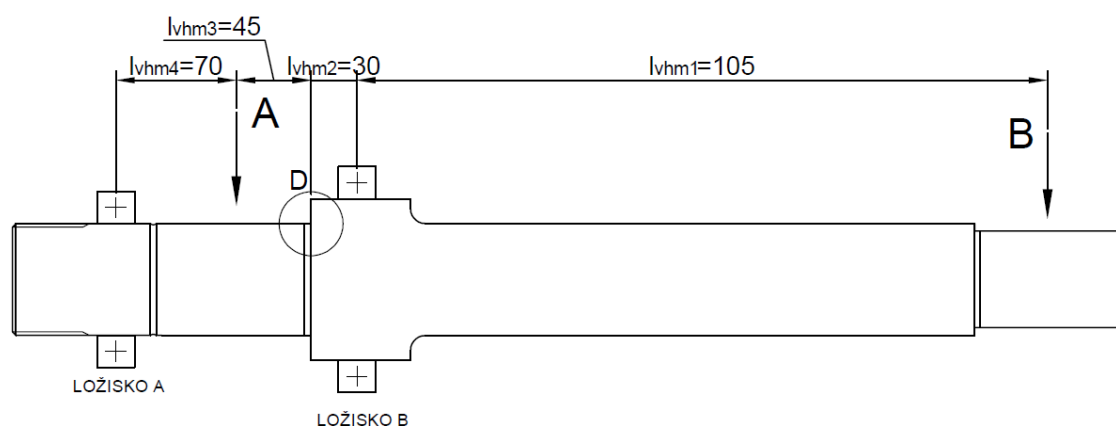 lvhm3=45
lvhm4=70
lvhm2=30
lvhm1=105
A
B
D
LOŽISKO A
LOŽISKO B